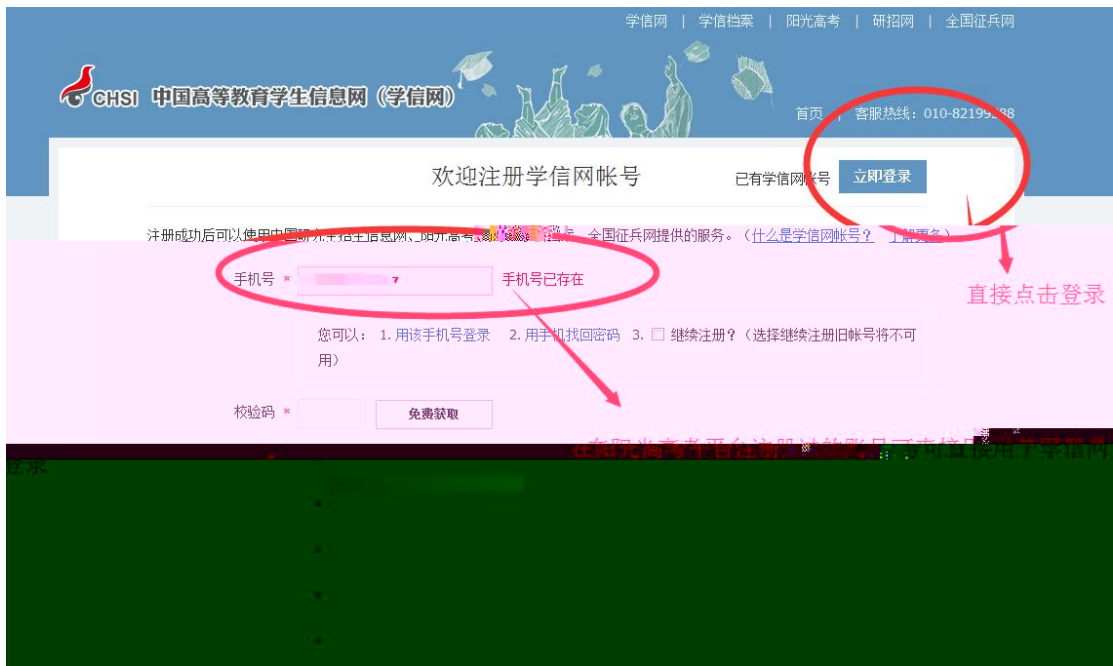 学信网 | 学信档案 | 阳光高考 | 研招网 | 全国征兵网
CHSI 中国高等教育学生信息网（学信网）
首页 | 客服热线：010-82199588
欢迎注册学信网帐号
已有学信网帐号 立即登录
注册成功后可以使用中国研究生招生信息网、阳光高考 全国征兵网提供的服务。（什么是学信网帐号？ 了解更多）
手机号 * 7 手机号已存在
直接点击登录
您可以： 1. 用该手机号登录 2. 用手机找回密码 3. 继续注册？（选择继续注册旧帐号将不可
用）
校验码 * 免费获取
在阳光高考平台注册过的账号可直接用于学信网
登录